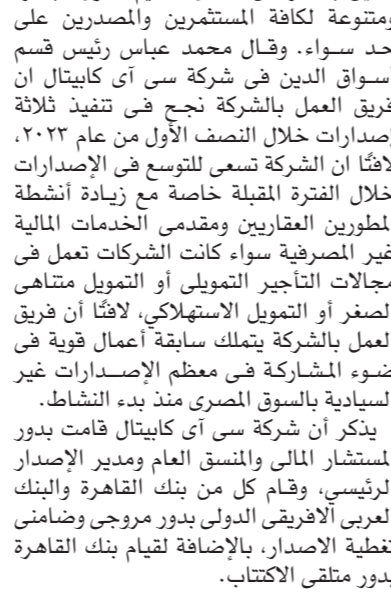 ومتنوعة لكافة المستثمرين والمصدرين على
حد سواء. وقال محمد عباس رئيس قسم
أسواق الدين فى شركة سى آى كابيتال ان
فريق العمل بالشركة نجح فى تنفيذ ثلاثة
إصدارات خلال النصف الأول من عام ٢٠٢٣،
لافتًا ان الشركة تسعى للتوسع فى الإصدارات
خلال الفترة المقبلة خاصة مع زيادة أنشطة
المطورين العقاريين ومقدمى الخدمات المالية
غير المصرفية سواء كانت الشركات تعمل فى
مجالات التأجير التمويلى أو التمويل متناهى
الصغر أو التمويل الاستهلاكي، لافتًا أن فريق
العمل بالشركة يتملك سابقة أعمال قوية فى
ضوء المشاركة فى معظم الإصدارات غير
السيادية بالسوق المصرى منذ بدء النشاط.
يذكر أن شركة سى آى كابيتال قامت بدور
المستشار المالى والمنسق العام ومدير الإصدار
الرئيسي، وقام كل من بنك القاهرة والبنك
العربى الافريقى الدولى بدور مروجى وضامنى
تغطية الاصدار، بالإضافة لقيام بنك القاهرة
بدور متلقى الاكتتاب.